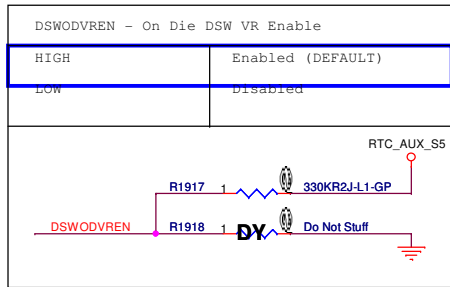 DSWODVREN - On Die DSW VR Enable
HIGH Enabled (DEFAULT)
LOW Disabled
RTC_AUX_S5
R1917 1 330KR2J-L1-GP
DSWODVREN R1918 1 DY Do Not Stuff